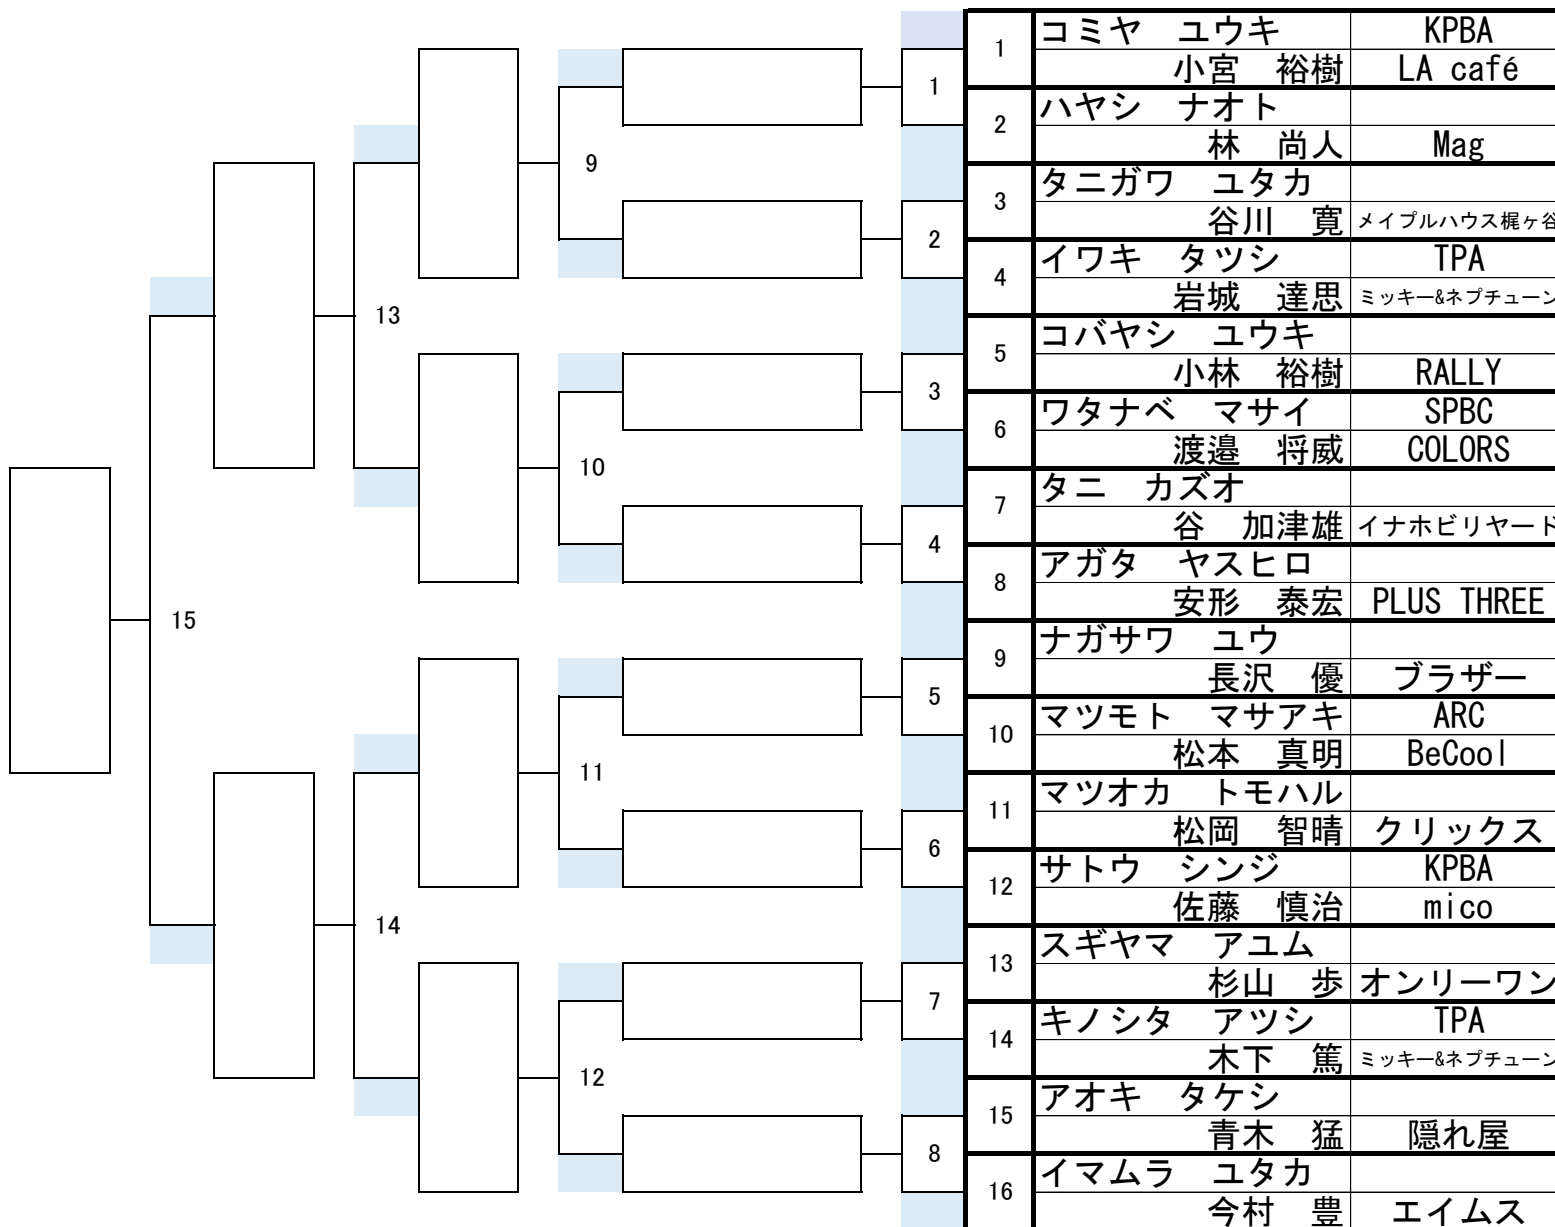 1 コミヤ ユウキ KPBA
小宮 裕樹 LA café
2 ハヤシ ナオト
林 尚人 Mag
3 タニガワ ユタカ
谷川 寛 メイプルハウス梶ヶ谷
4 イワキ タツシ TPA
岩城 達思 ミッキー&ネプチューン
5 コバヤシ ユウキ
小林 裕樹 RALLY
6 ワタナベ マサイ SPBC
渡邉 将威 COLORS
7 タニ カズオ
谷 加津雄 イナホビリヤード
8 アガタ ヤスヒロ
安形 泰宏 PLUS THREE
9 ナガサワ ユウ
長沢 優 ブラザー
10 マツモト マサアキ ARC
松本 真明 BeCool
11 マツオカ トモハル
松岡 智晴 クリックス
12 サトウ シンジ KPBA
佐藤 慎治 mico
13 スギヤマ アユム
杉山 歩 オンリーワン
14 キノシタ アツシ TPA
木下 篤 ミッキー&ネプチューン
15 アオキ タケシ
青木 猛 隠れ屋
16 イマムラ ユタカ
今村 豊 エイムス
1
2
3
4
5
6
7
8
9
10
11
12
13
14
15